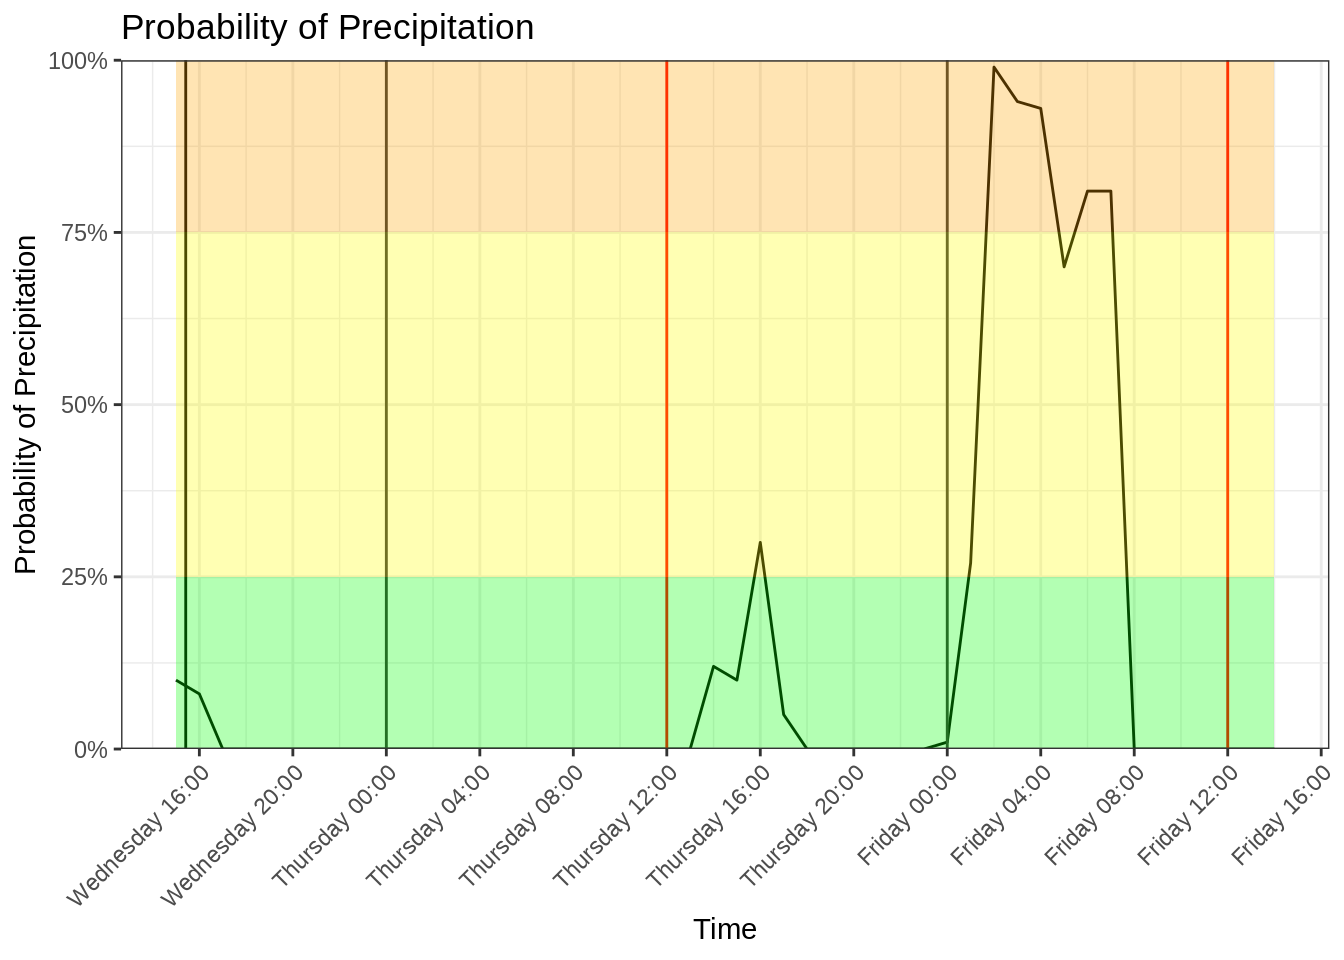 Probability of Precipitation
Probability of Precipitation
100%
75%
50%
25%
0%
Wednesday 16:00
Wednesday 20:00
Thursday 00:00
Thursday 04:00
Thursday 08:00
Thursday 12:00
Thursday 16:00
Thursday 20:00
Friday 00:00
Friday 04:00
Friday 08:00
Friday 12:00
Friday 16:00
Time